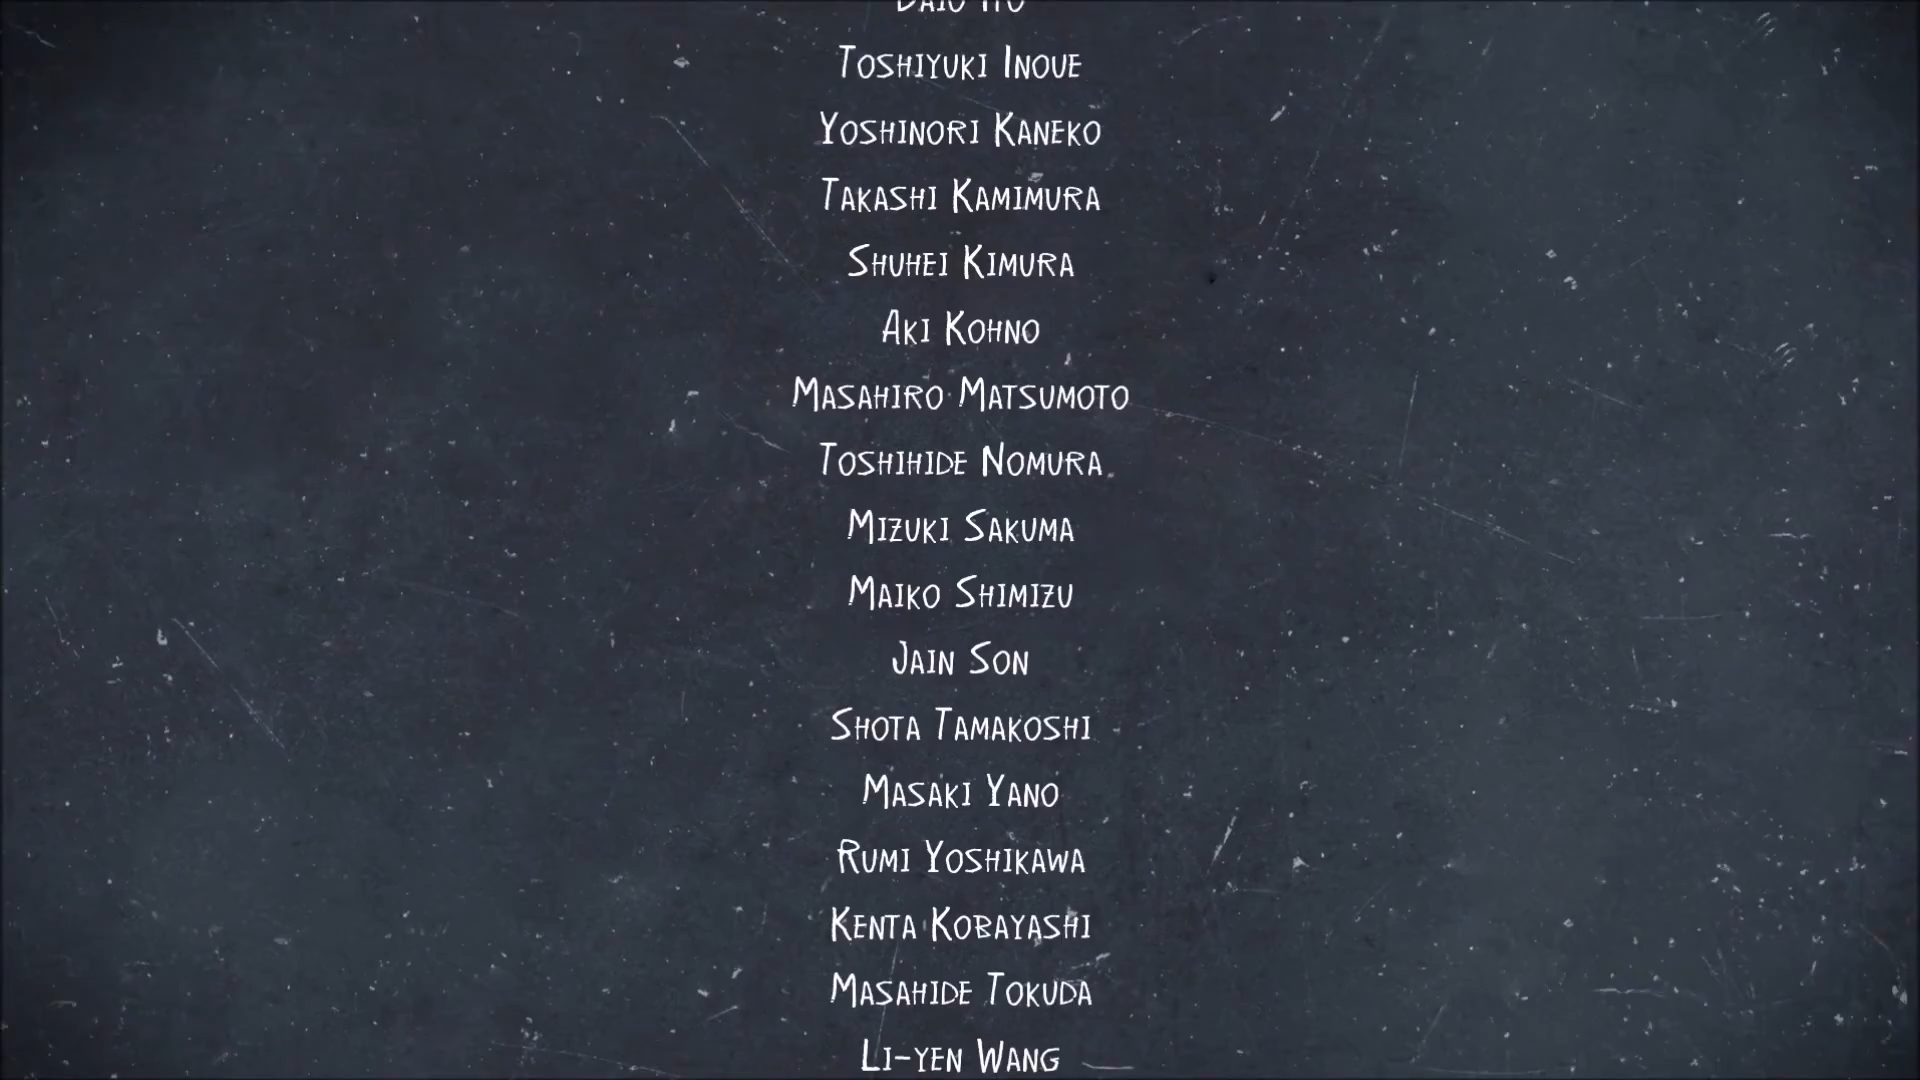 Toshiyuki Inoue
Yoshinori Kaneko
Takashi Kamimura
Shuhei Kimura
Aki Kohno
Masahiro Matsumoto
Toshihide Nomura
Mizuki Sakuma
Maiko Shimizu
Jain Son
Shota Tamakoshi
Masaki Yano
Rumi Yoshikawa
Kenta Kobayashi
Masahide Tokuda
Li-yen Wang